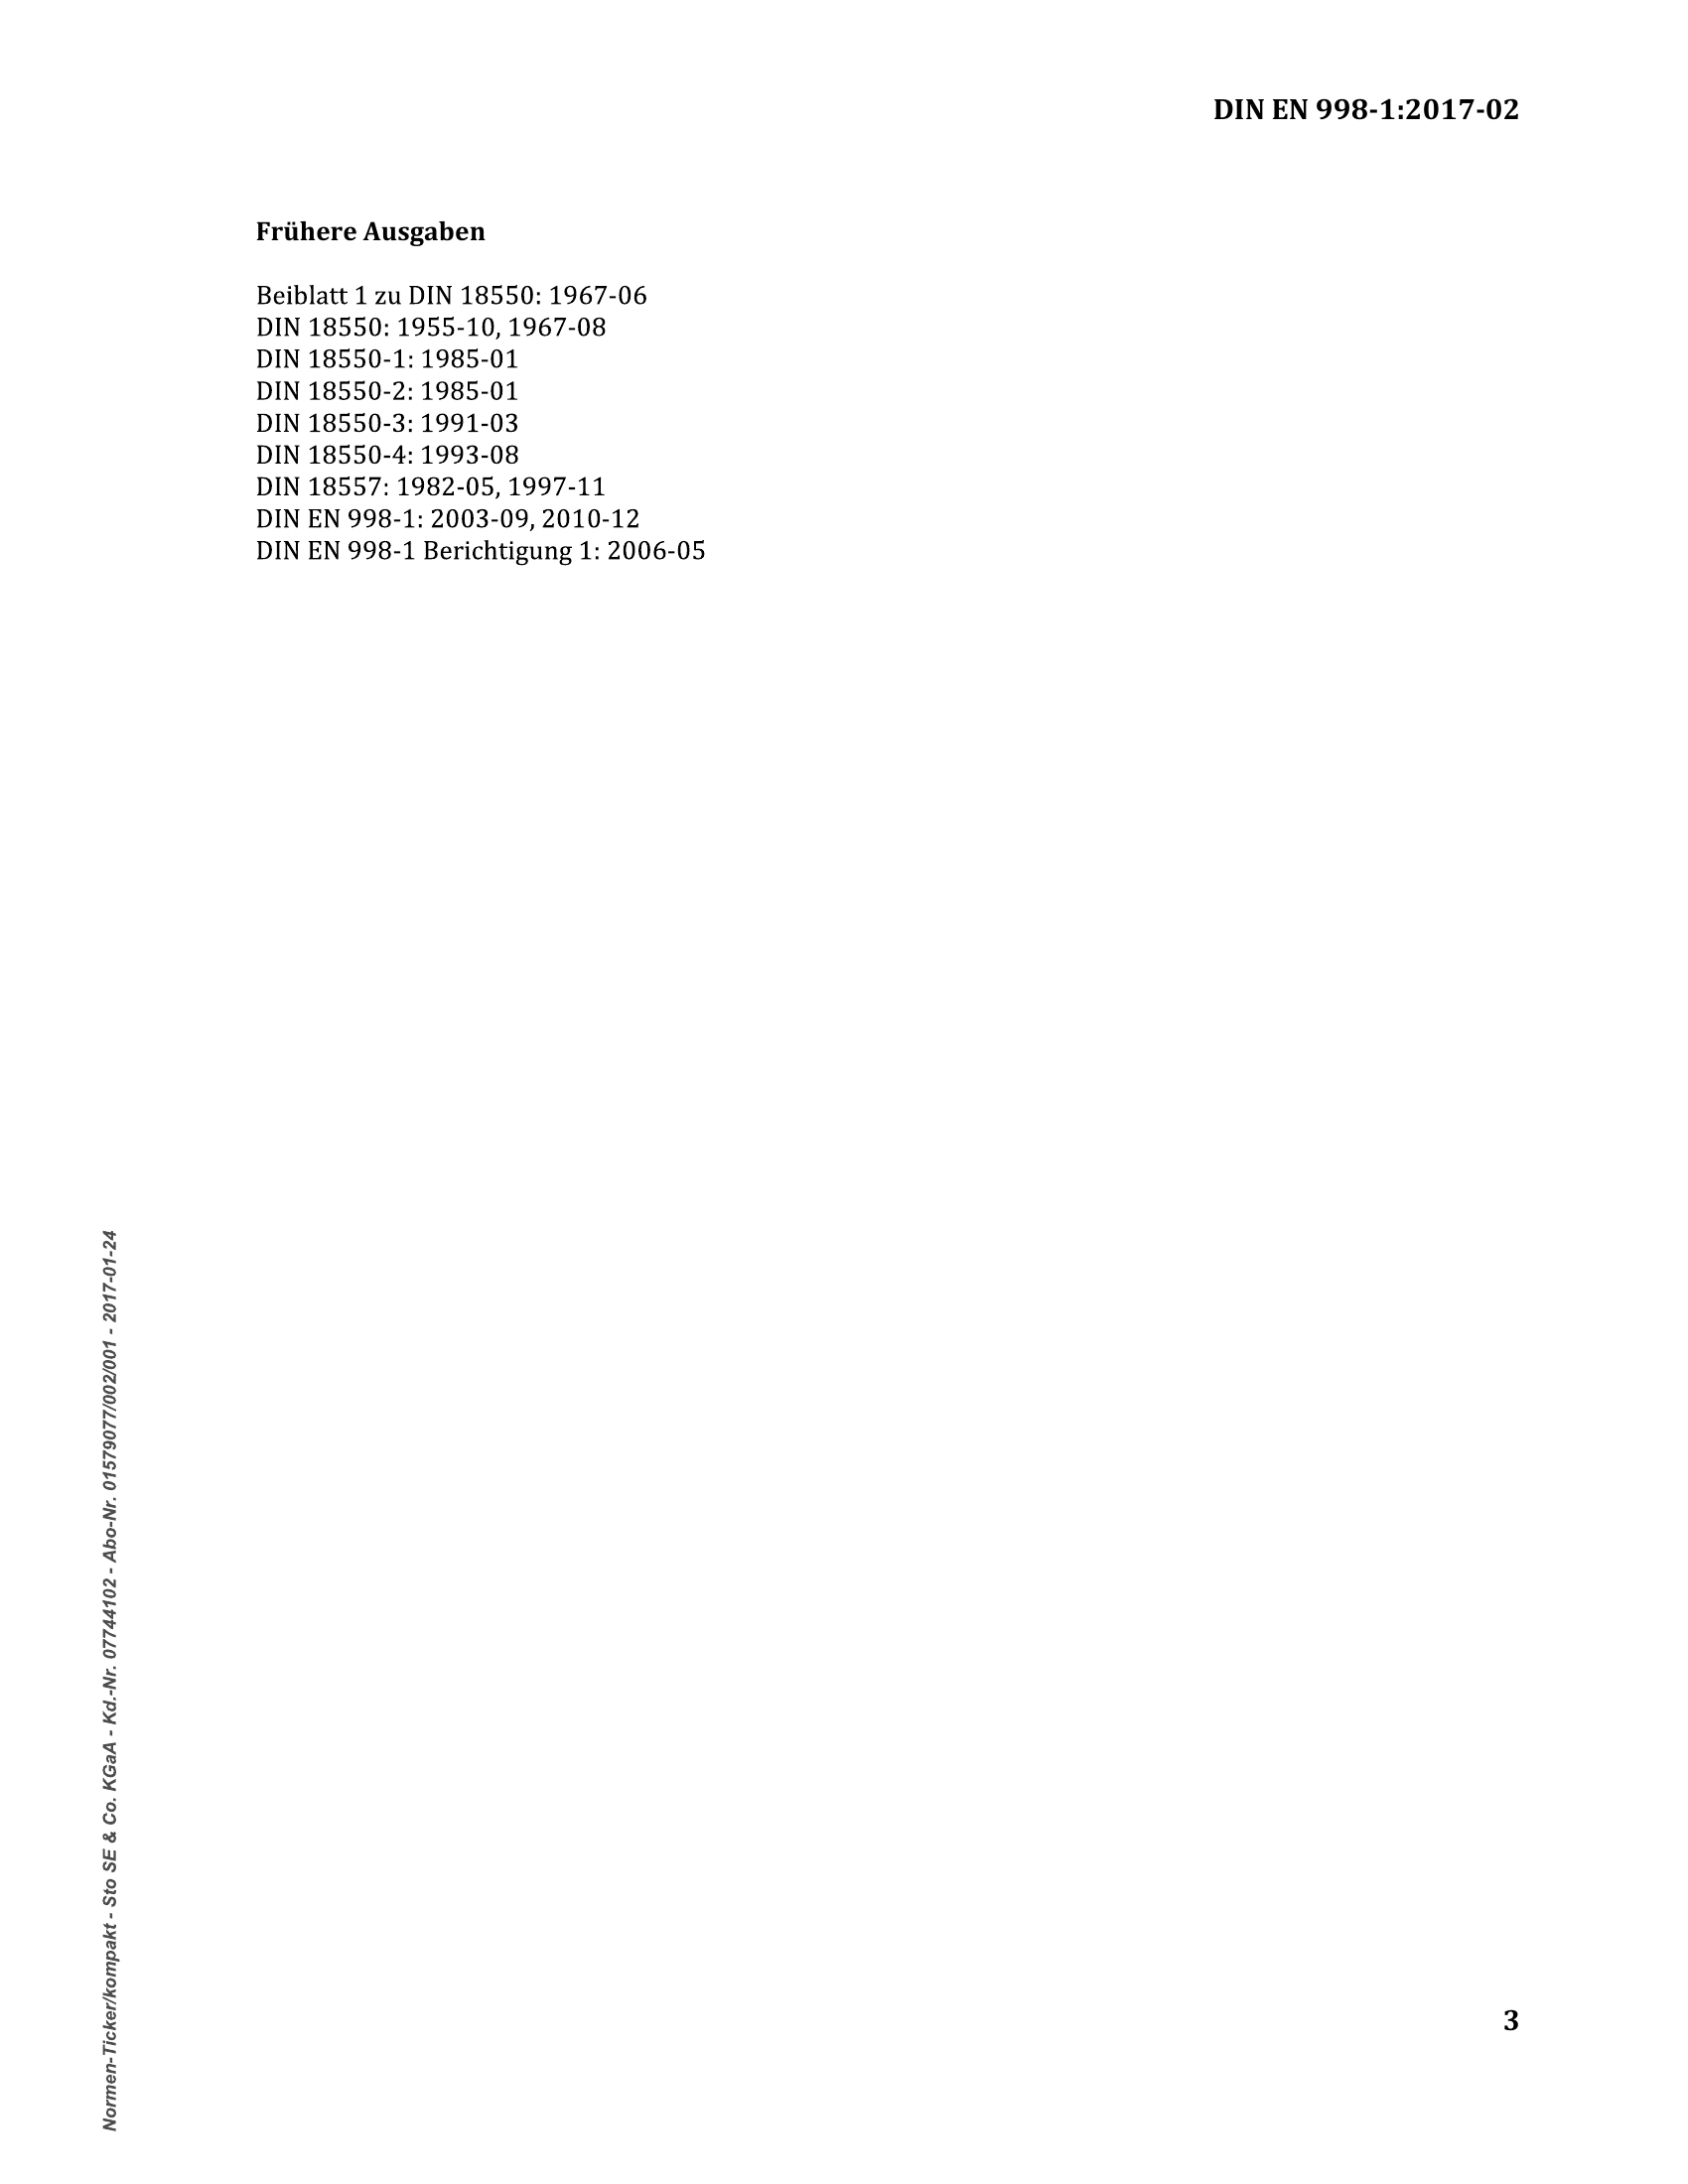 DIN EN 998-1:2017-02
Frühere Ausgaben
Beiblatt 1 zu DIN 18550: 1967-06
DIN 18550: 1955-10, 1967-08
DIN 18550-1: 1985-01
DIN 18550-2: 1985-01
DIN 18550-3: 1991-03
DIN 18550-4: 1993-08
DIN 18557: 1982-05, 1997-11
DIN EN 998-1: 2003-09, 2010-12
DIN EN 998-1 Berichtigung 1: 2006-05
Normen-Ticker/kompakt - Sto SE & Co. KGaA - Kd.-Nr. 07744102 - Abo-Nr. 01579077/002/001 - 2017-01-24
3